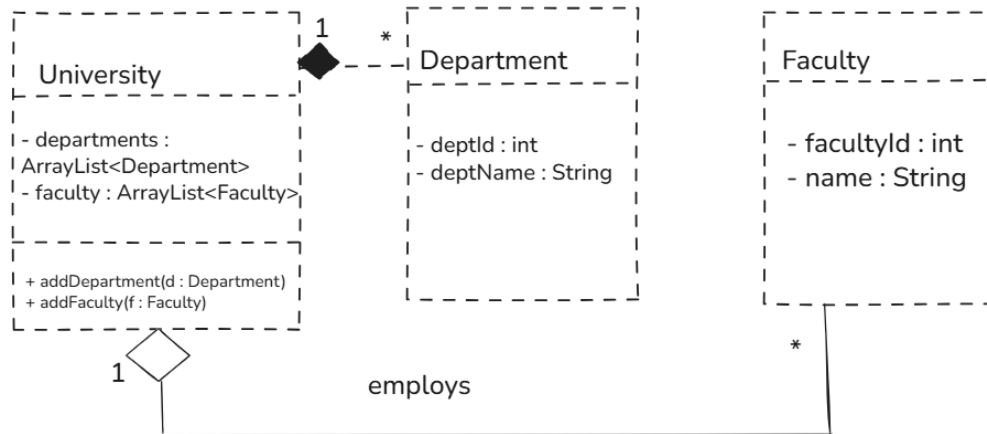 University
- departments :
ArrayList<Department>
- faculty : ArrayList<Faculty>
+ addDepartment(d : Department)
+ addFaculty(f : Faculty)
1
*
Department
- deptId : int
- deptName : String
Faculty
- facultyId : int
- name : String
1
employs
*